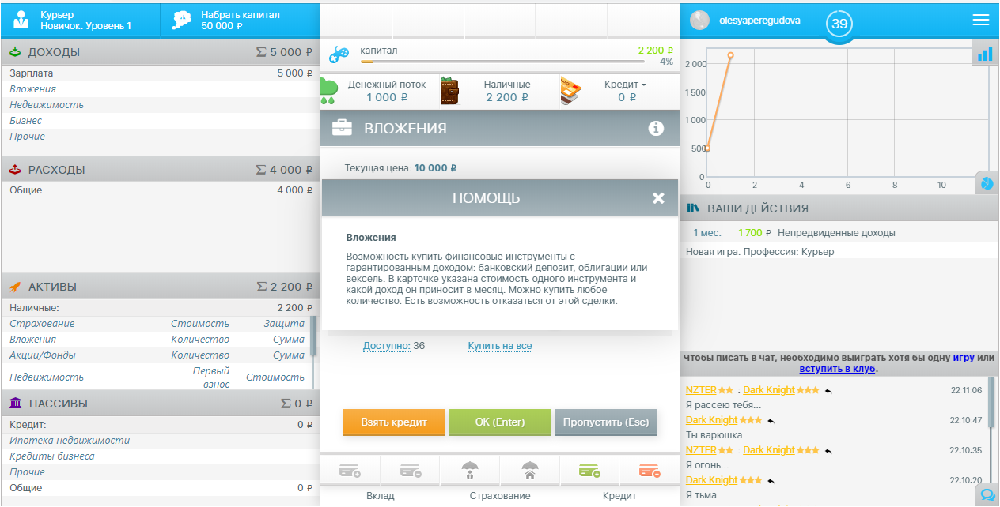 Курьер
Новичок. Уровень 1
Набрать капитал
50 000 ₽
ДОХОДЫ
Σ 5 000 ₽
Зарплата 5 000 ₽
Вложения
Недвижимость
Бизнес
Прочие
РАСХОДЫ
Σ 4 000 ₽
Общие 4 000 ₽
АКТИВЫ
Σ 2 200 ₽
Наличные: 2 200 ₽
Страхование Стоимость Защита
Вложения Количество Сумма
Акции/Фонды Количество Сумма
Недвижимость Первый взнос Стоимость
ПАССИВЫ
Σ 0 ₽
Кредит: 0 ₽
Ипотека недвижимости
Кредиты бизнеса
Прочие
Общие 0 ₽
капитал 2 200 ₽
4%
Денежный поток
1 000 ₽
Наличные
2 200 ₽
Кредит
0 ₽
ВЛОЖЕНИЯ
Текущая цена: 10 000 ₽
ПОМОЩЬ
Вложения
Возможность купить финансовые инструменты с
гарантированным доходом: банковский депозит, облигации или
вексель. В карточке указана стоимость одного инструмента и
какой доход он приносит в месяц. Можно купить любое
количество. Есть возможность отказаться от этой сделки.
Доступно: 36 Купить на все
Взять кредит
OK (Enter)
Пропустить (Esc)
Вклад
Страхование
Кредит
olesyaperegudova
39
2 000
1 500
1 000
500
0
0 2 4 6 8 10
ВАШИ ДЕЙСТВИЯ
1 мес. 1 700 ₽ Непредвиденные доходы
Новая игра. Профессия: Курьер
Чтобы писать в чат, необходимо выиграть хотя бы одну игру или
вступить в клуб.
NZTER : Dark Knight 22:11:06
Я рассею тебя...
Dark Knight 22:10:47
Ты варюшка
NZTER : Dark Knight 22:10:35
Я огонь...
Dark Knight 22:10:20
Я тьма